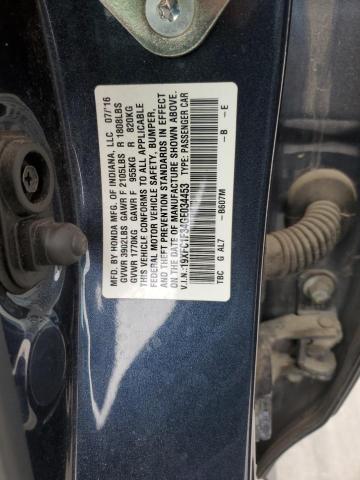 MFD. BY HONDA MFG. OF INDIANA, LLC 07/16
GVWR 3902LBS GAWR F 2105LBS R 1808LBS
GVWR 1770KG GAWR F 955KG R 820KG
THIS VEHICLE CONFORMS TO ALL APPLICABLE
FEDERAL MOTOR VEHICLE SAFETY, BUMPER,
AND THEFT PREVENTION STANDARDS IN EFFECT
ON THE DATE OF MANUFACTURE SHOWN ABOVE.
V.I.N.:19XFC1F34GE034453 TYPE: PASSENGER CAR
-B607M -B -E
TBC G AL7